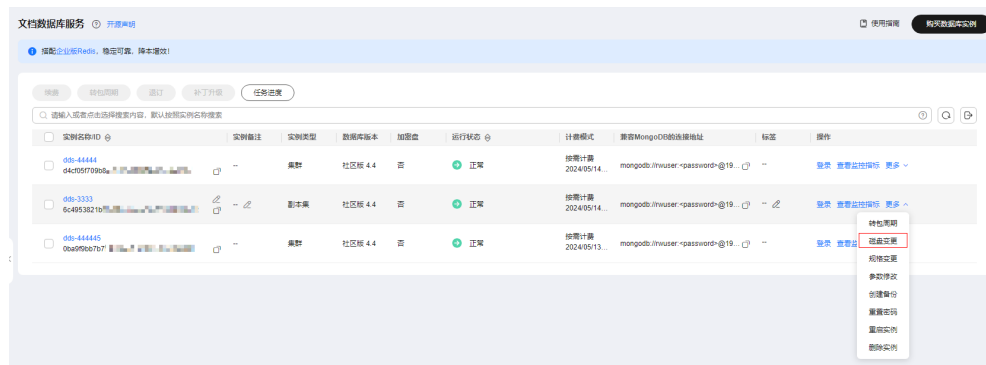 文档数据库服务 开源声明 使用指南 购买数据库实例
搭配企业版Redis，稳定可靠，降本增效！
续费 转包周期 退订 补丁升级 任务进度
请输入或者点击选择搜索内容，默认按照实例名称搜索
实例名称/ID 实例备注 实例类型 数据库版本 加密盘 运行状态 计费模式 兼容MongoDB的连接地址 标签 操作
dds-44444
d4cf05f709b8 -- 集群 社区版 4.4 否 正常 按需计费 2024/05/14... mongodb://rwuser:<password>@19... -- 登录 查看监控指标 更多
dds-3333
6c4953821b -- 副本集 社区版 4.4 否 正常 按需计费 2024/05/14... mongodb://rwuser:<password>@19... -- 登录 查看监控指标 更多
dds-444445
0ba9f9bb7b7 -- 集群 社区版 4.4 否 正常 按需计费 2024/05/13... mongodb://rwuser:<password>@19... -- 登录 查看监
转包周期
磁盘变更
规格变更
参数修改
创建备份
重置密码
重启实例
删除实例